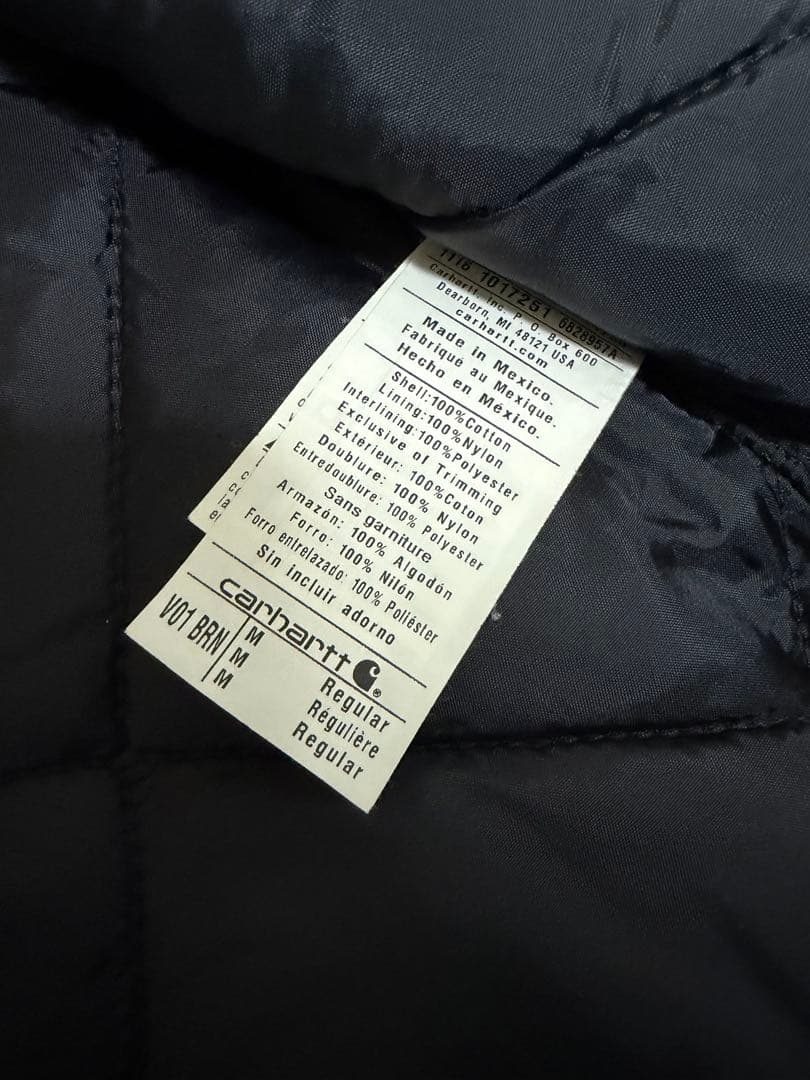 1116 1017251 6828957A
Carhartt, Inc. P. O. Box 600
Dearborn, MI 48121 USA
carhartt.com
Made in Mexico.
Fabriqué au Mexique.
Hecho en México.
Shell:100%Cotton
Lining:100%Nylon
Interlining:100%Polyester
Exclusive of Trimming
Extérieur: 100%Coton
Doublure: 100% Nylon
Entredoublure: 100% Polyester
Sans garniture
Armazón: 100% Algodón
Forro: 100% Nilón
Forro entrelazado: 100% Poliéster
Sin incluir adorno
carhartt ®
V01 BRN
M Regular
M Régulière
M Regular